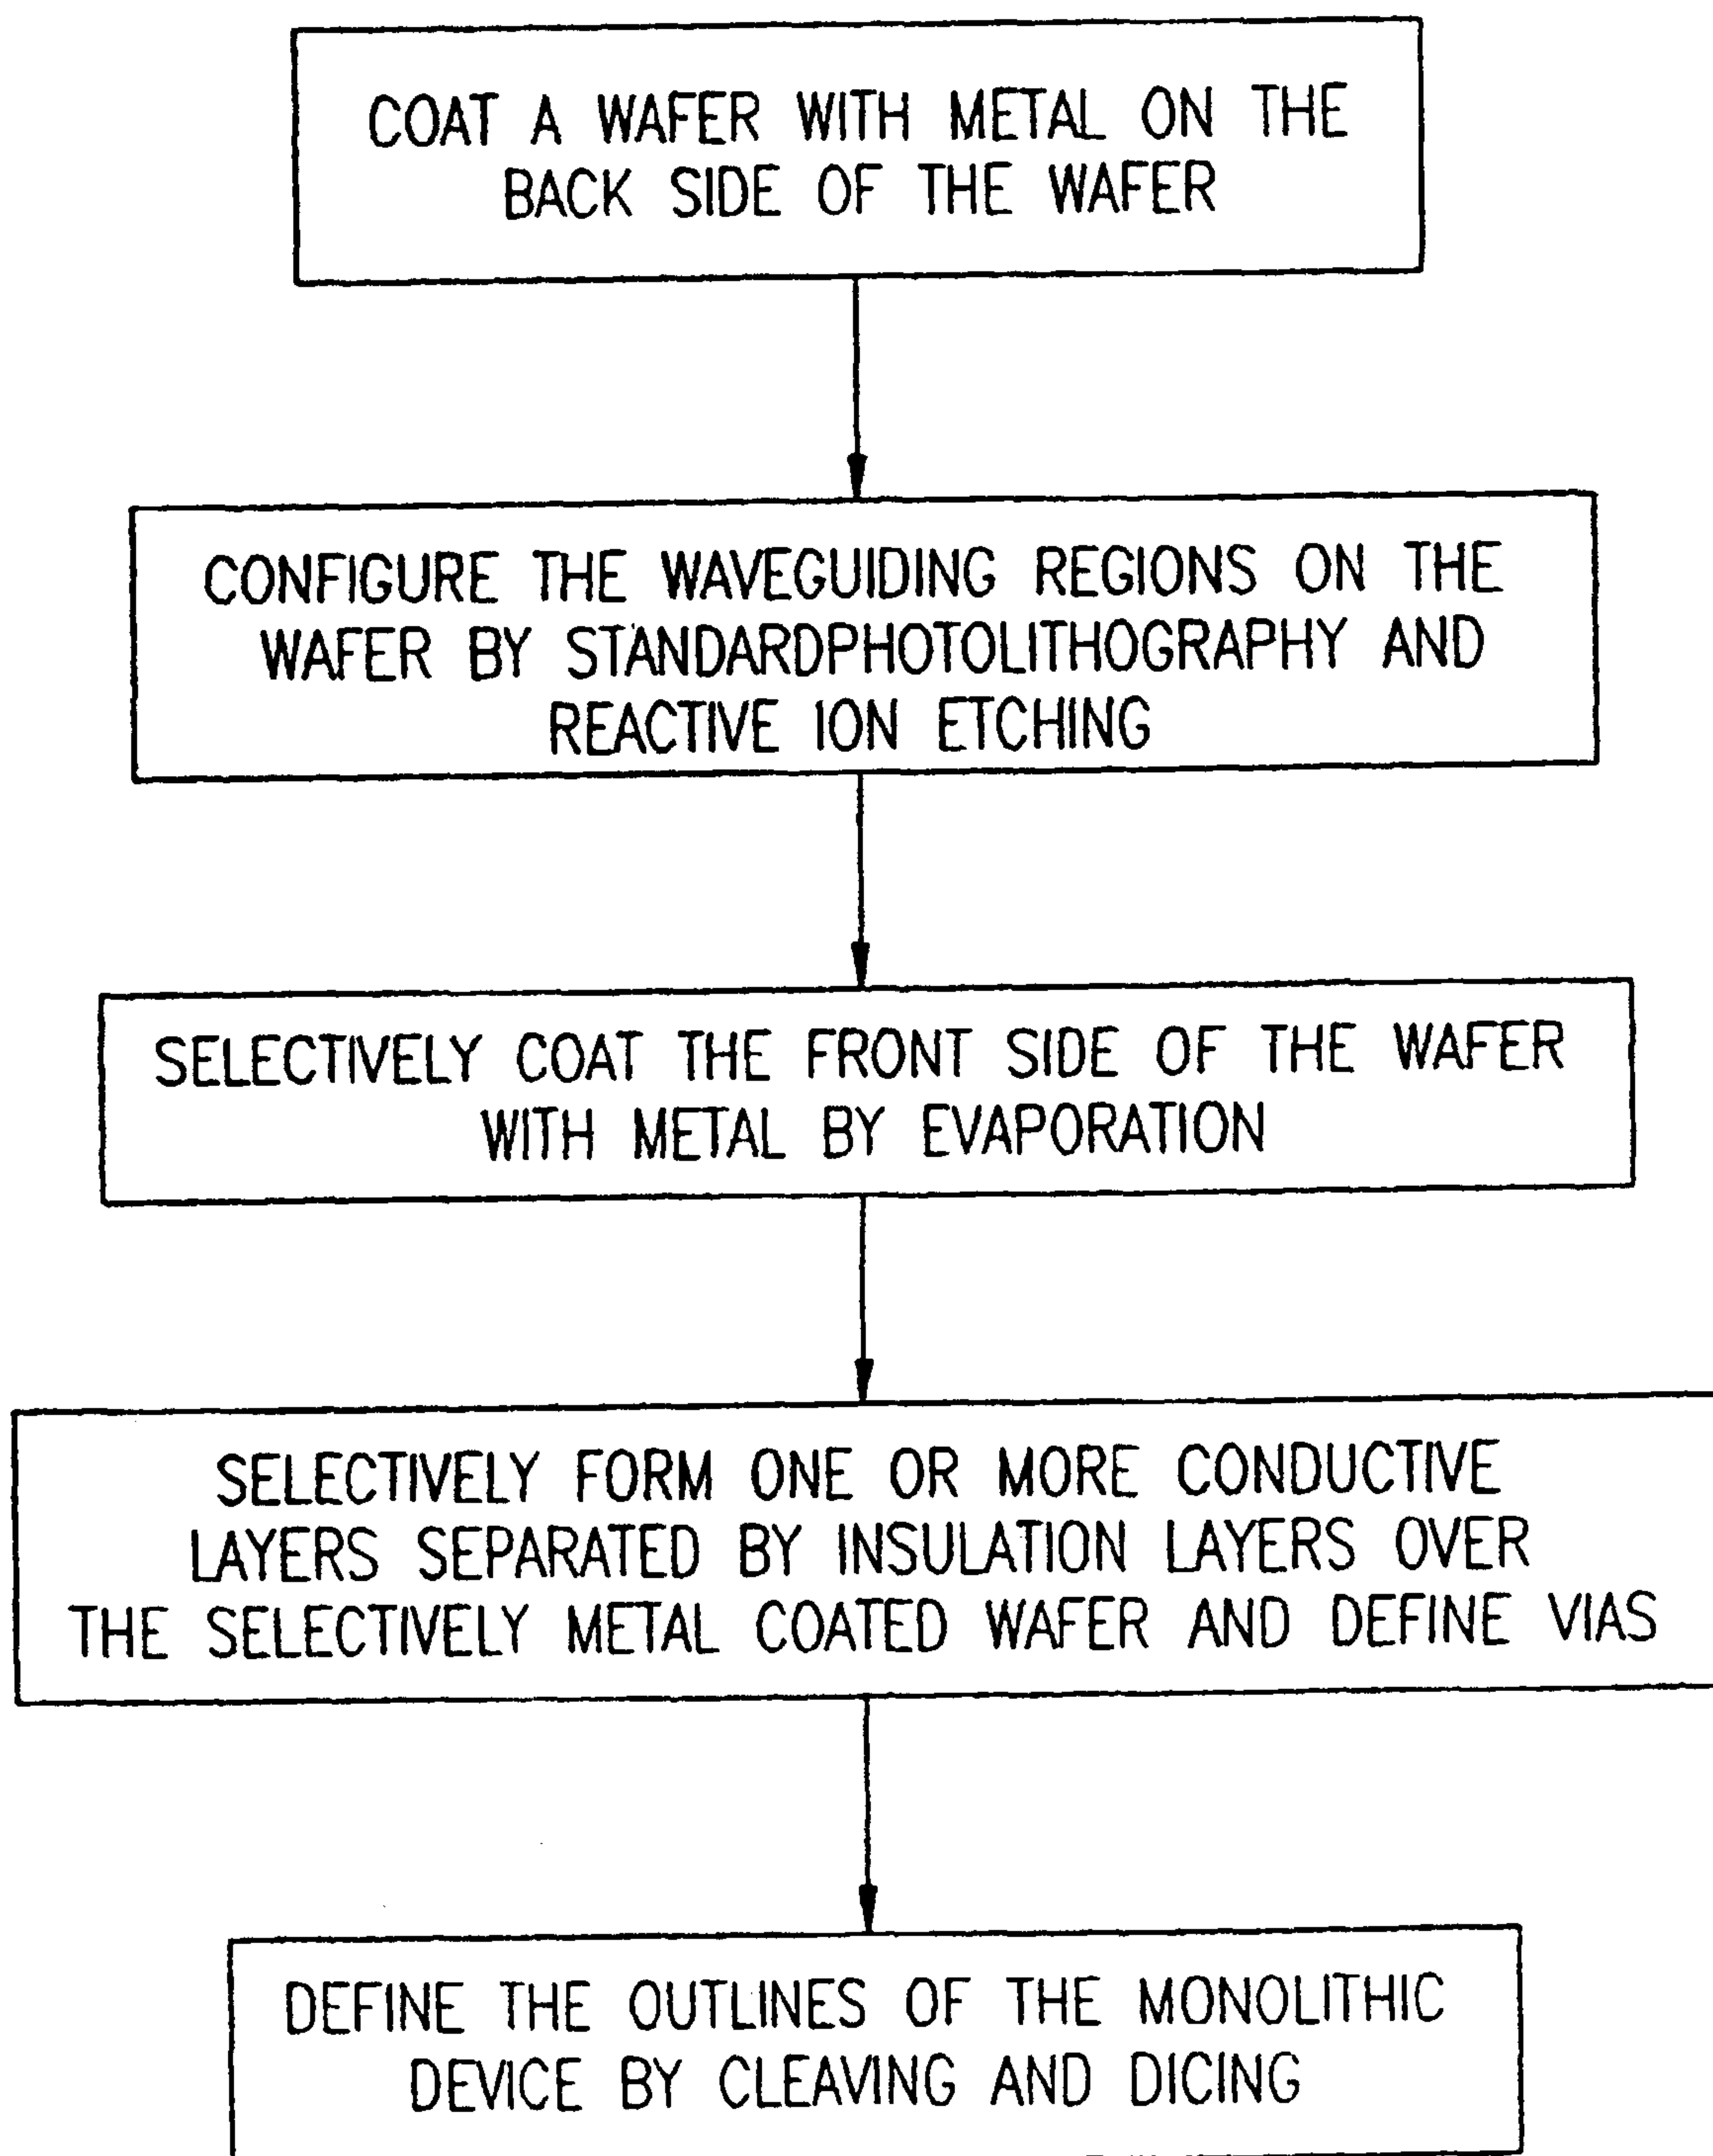 COAT A WAFER WITH METAL ON THE
BACK SIDE OF THE WAFER
CONFIGURE THE WAVEGUIDING REGIONS ON THE
WAFER BY STANDARDPHOTOLITHOGRAPHY AND
REACTIVE ION ETCHING
SELECTIVELY COAT THE FRONT SIDE OF THE WAFER
WITH METAL BY EVAPORATION
SELECTIVELY FORM ONE OR MORE CONDUCTIVE
LAYERS SEPARATED BY INSULATION LAYERS OVER
THE SELECTIVELY METAL COATED WAFER AND DEFINE VIAS
DEFINE THE OUTLINES OF THE MONOLITHIC
DEVICE BY CLEAVING AND DICING